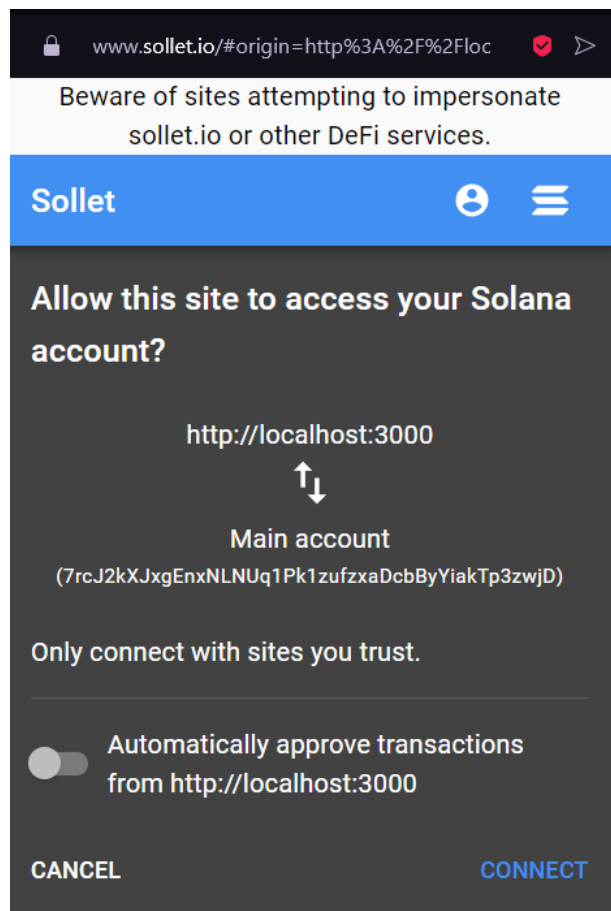 www.sollet.io/#origin=http%3A%2F%2Floc
Beware of sites attempting to impersonate
sollet.io or other DeFi services.
Sollet
Allow this site to access your Solana
account?
http://localhost:3000
Main account
(7rcJ2kXJxgEnxNLNUq1Pk1zufzxaDcbByYiakTp3zwjD)
Only connect with sites you trust.
Automatically approve transactions
from http://localhost:3000
CANCEL CONNECT